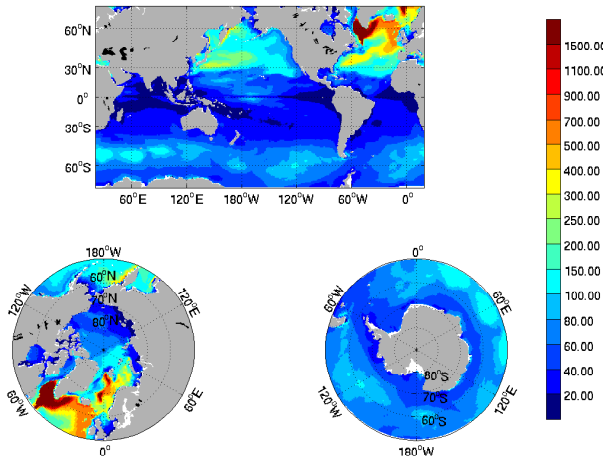 60°N
30°N
0°
30°S
60°S
60°E
120°E
180°W
120°W
60°W
0°
1500.00
1100.00
900.00
700.00
500.00
400.00
300.00
250.00
200.00
150.00
100.00
80.00
60.00
40.00
20.00
180°W
120°W
120°E
60°N
70°N
80°N
60°W
60°E
0°
0°
60°W
60°E
80°S
70°S
60°S
120°W
120°E
180°W